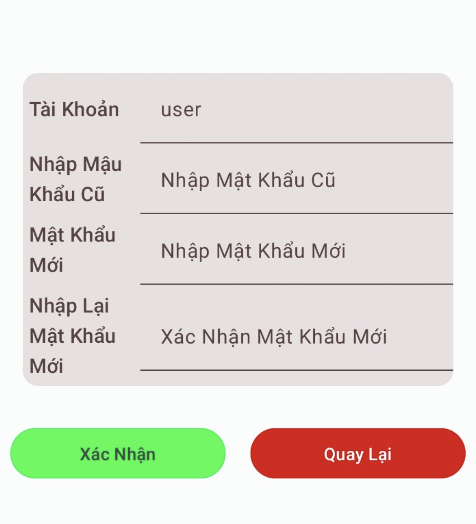 Tài Khoản
user
Nhập Mậu
Khẩu Cũ
Nhập Mật Khẩu Cũ
Mật Khẩu
Mới
Nhập Mật Khẩu Mới
Nhập Lại
Mật Khẩu
Mới
Xác Nhận Mật Khẩu Mới
Xác Nhận
Quay Lại